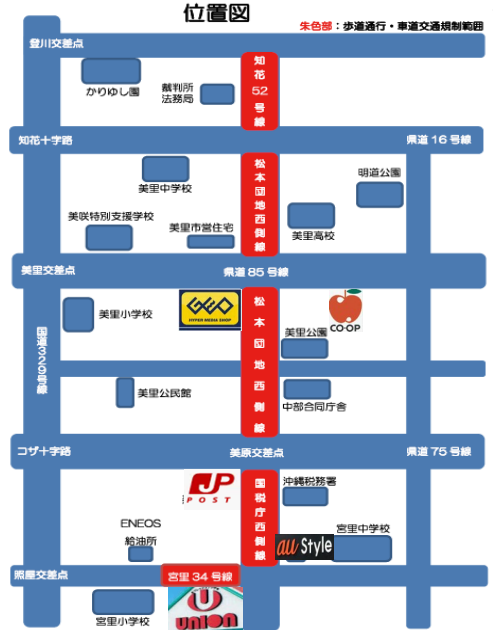 位置図
朱色部：歩道通行・車道交通規制範囲
登川交差点
知花52号線
かりゆし園
裁判所
法務局
知花十字路
県道16号線
松本団地西側線
明道公園
美里中学校
美咲特別支援学校
美里市営住宅
美里高校
美里交差点
県道85号線
国道329号線
美里小学校
GEO
HYPER MEDIA SHOP
松本団地西側線
CO・OP
美里公園
美里公民館
中部合同庁舎
コザ十字路
美原交差点
県道75号線
JP
POST
国税庁西側線
沖縄税務署
ENEOS
給油所
宮里中学校
au Style
照屋交差点
宮里34号線
宮里小学校
U
union